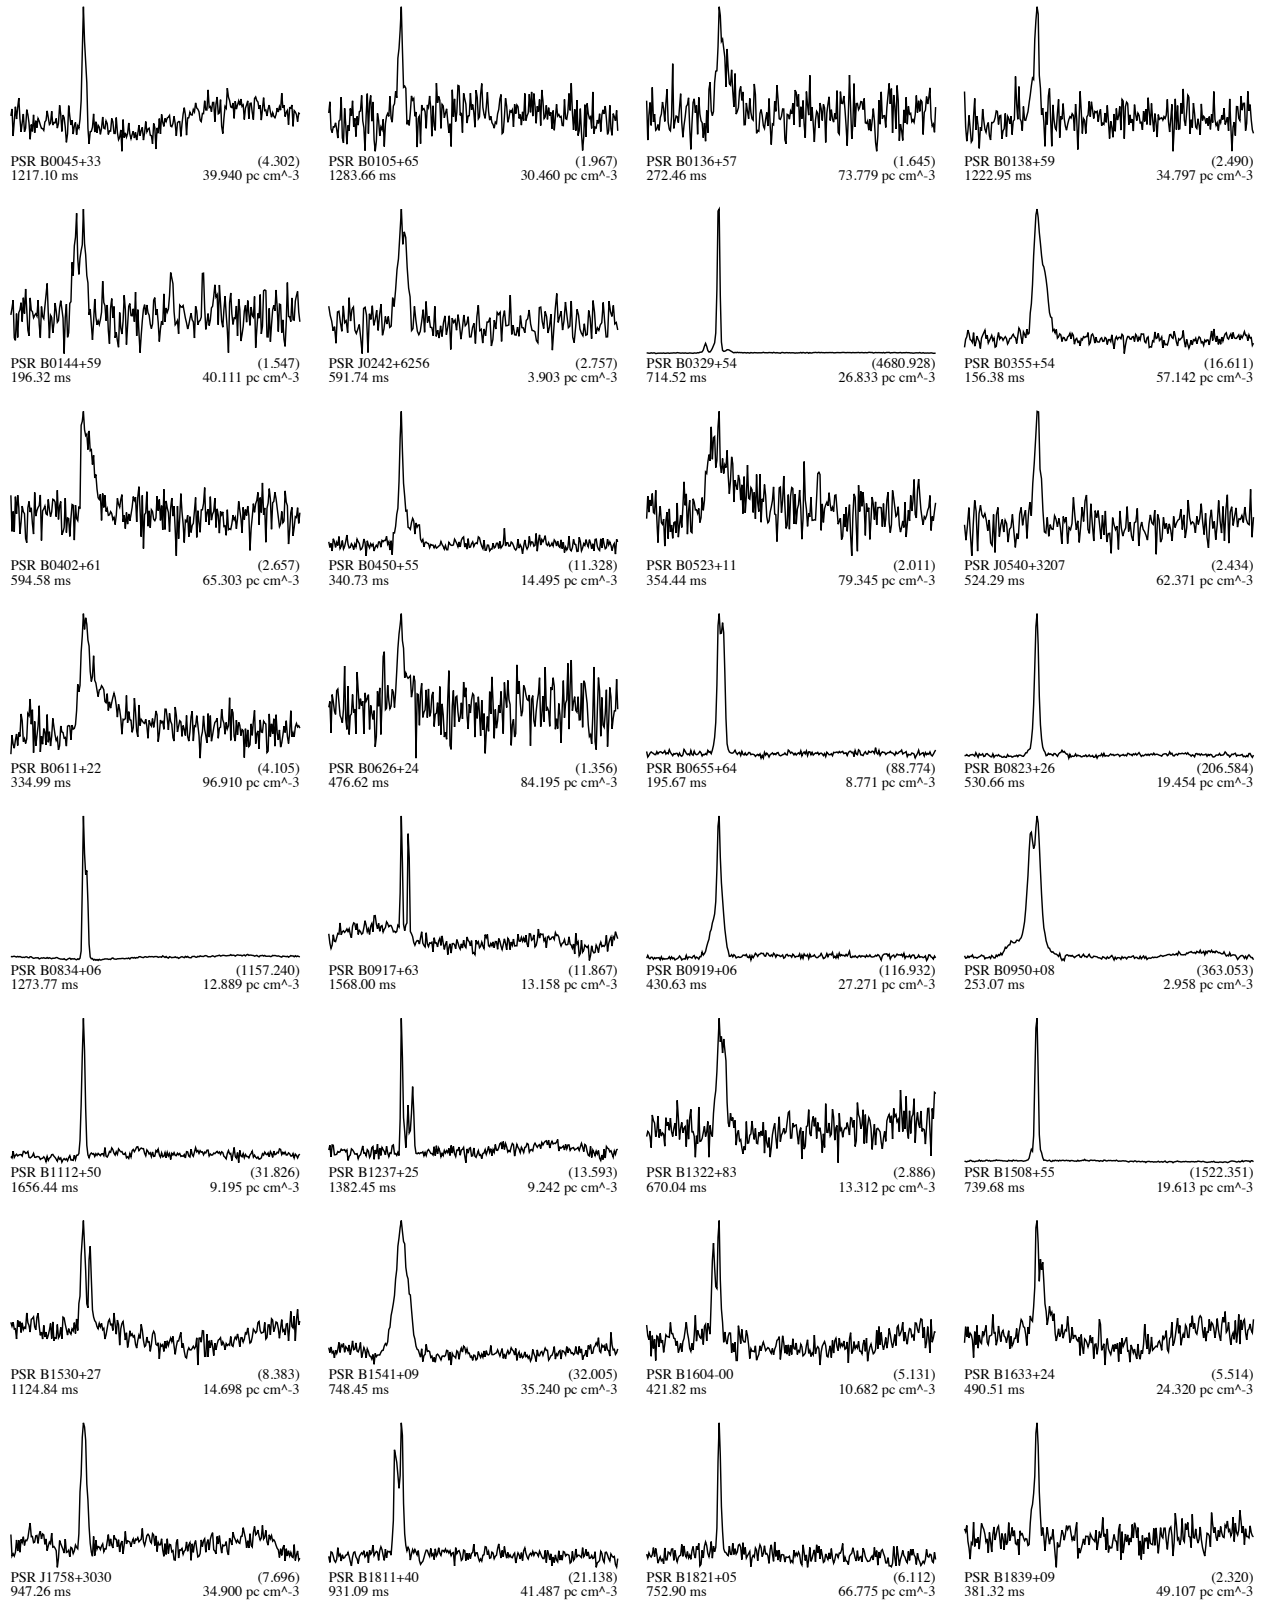 PSR B0045+33 (4.302) PSR B0105+65 (1.967) PSR B0136+57 (1.645) PSR B0138+59 (2.490)
1217.10 ms 39.940 pc cm^-3 1283.66 ms 30.460 pc cm^-3 272.46 ms 73.779 pc cm^-3 1222.95 ms 34.797 pc cm^-3
PSR B0144+59 (1.547) PSR J0242+6256 (2.757) PSR B0329+54 (4680.928) PSR B0355+54 (16.611)
196.32 ms 40.111 pc cm^-3 591.74 ms 3.903 pc cm^-3 714.52 ms 26.833 pc cm^-3 156.38 ms 57.142 pc cm^-3
PSR B0402+61 (2.657) PSR B0450+55 (11.328) PSR B0523+11 (2.011) PSR J0540+3207 (2.434)
594.58 ms 65.303 pc cm^-3 340.73 ms 14.495 pc cm^-3 354.44 ms 79.345 pc cm^-3 524.29 ms 62.371 pc cm^-3
PSR B0611+22 (4.105) PSR B0626+24 (1.356) PSR B0655+64 (88.774) PSR B0823+26 (206.584)
334.99 ms 96.910 pc cm^-3 476.62 ms 84.195 pc cm^-3 195.67 ms 8.771 pc cm^-3 530.66 ms 19.454 pc cm^-3
PSR B0834+06 (1157.240) PSR B0917+63 (11.867) PSR B0919+06 (116.932) PSR B0950+08 (363.053)
1273.77 ms 12.889 pc cm^-3 1568.00 ms 13.158 pc cm^-3 430.63 ms 27.271 pc cm^-3 253.07 ms 2.958 pc cm^-3
PSR B1112+50 (31.826) PSR B1237+25 (13.593) PSR B1322+83 (2.886) PSR B1508+55 (1522.351)
1656.44 ms 9.195 pc cm^-3 1382.45 ms 9.242 pc cm^-3 670.04 ms 13.312 pc cm^-3 739.68 ms 19.613 pc cm^-3
PSR B1530+27 (8.383) PSR B1541+09 (32.005) PSR B1604-00 (5.131) PSR B1633+24 (5.514)
1124.84 ms 14.698 pc cm^-3 748.45 ms 35.240 pc cm^-3 421.82 ms 10.682 pc cm^-3 490.51 ms 24.320 pc cm^-3
PSR J1758+3030 (7.696) PSR B1811+40 (21.138) PSR B1821+05 (6.112) PSR B1839+09 (2.320)
947.26 ms 34.900 pc cm^-3 931.09 ms 41.487 pc cm^-3 752.90 ms 66.775 pc cm^-3 381.32 ms 49.107 pc cm^-3